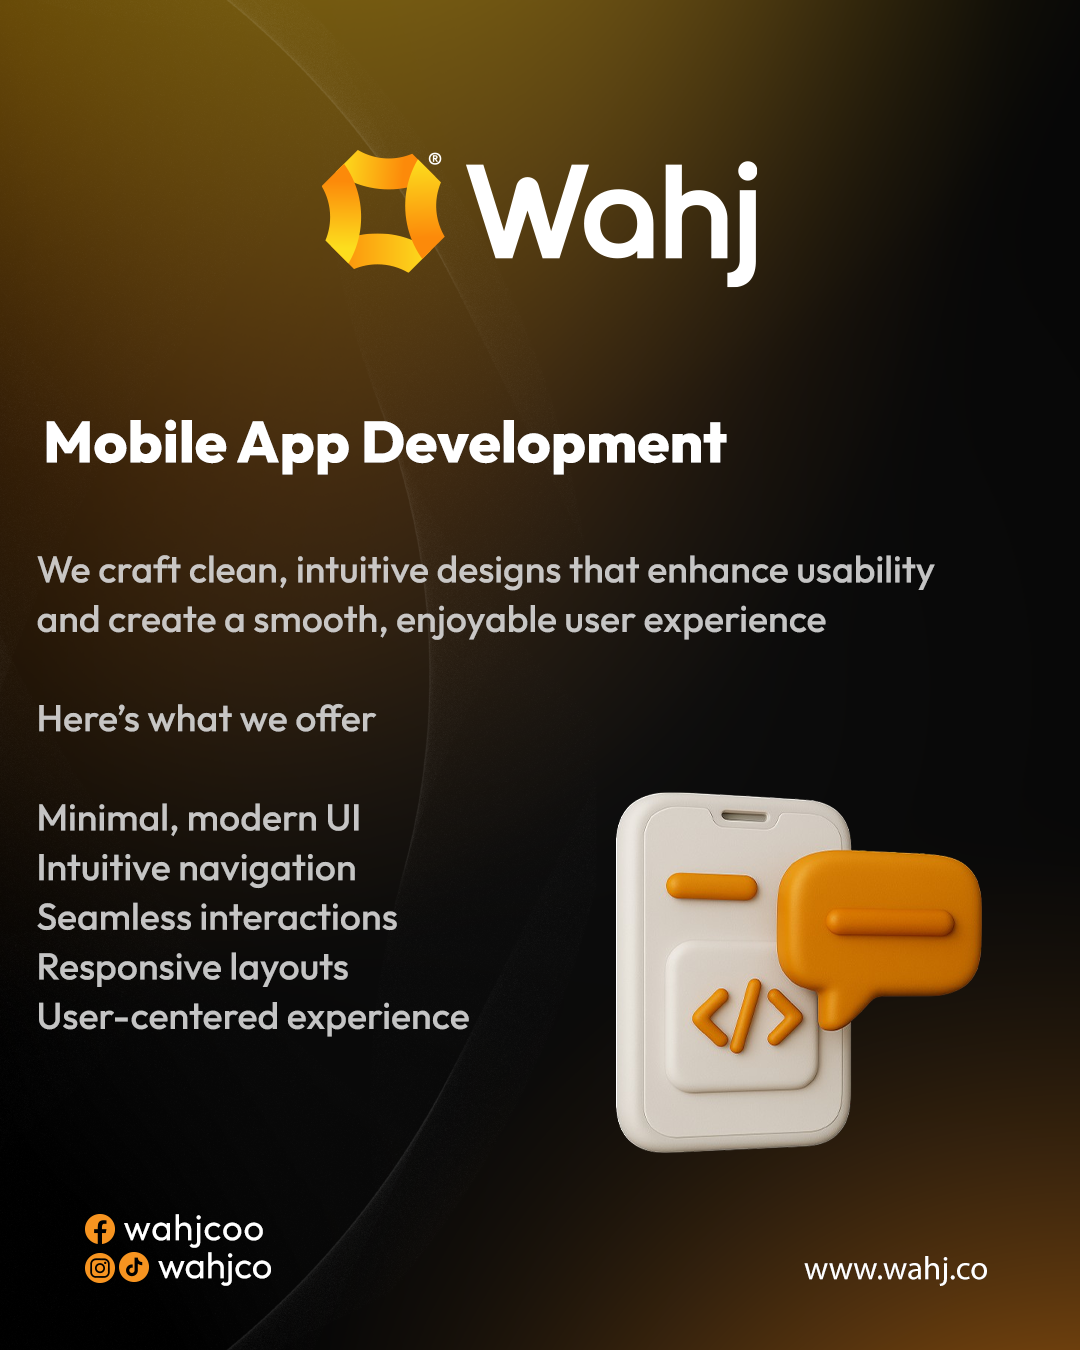 Wahj®
Mobile App Development
We craft clean, intuitive designs that enhance usability
and create a smooth, enjoyable user experience
Here’s what we offer
Minimal, modern UI
Intuitive navigation
Seamless interactions
Responsive layouts
User-centered experience
</>
wahjcoo
wahjco
www.wahj.co